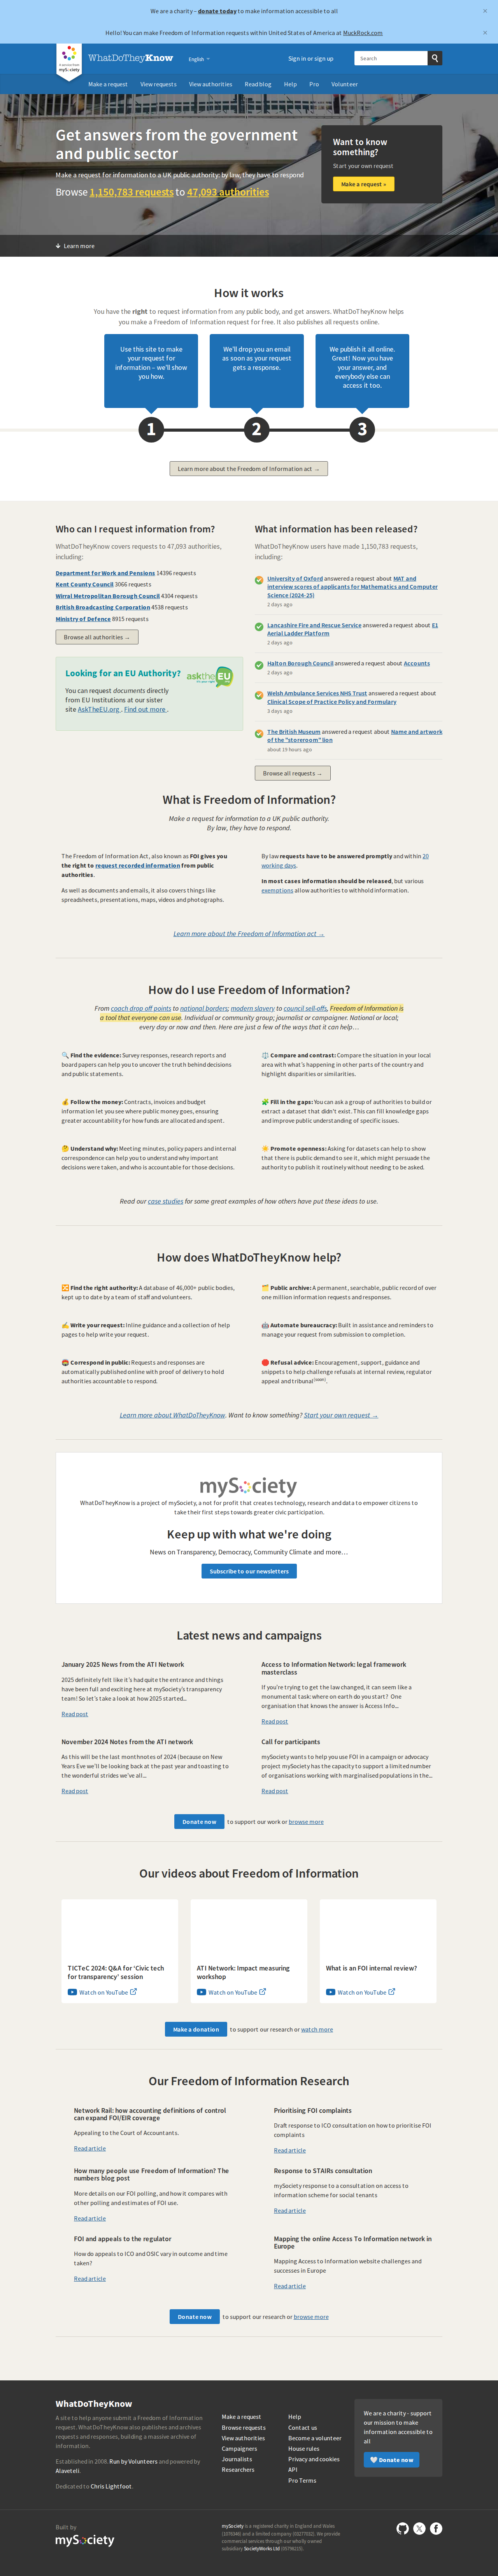 We are a charity – donate today to make information accessible to all
×
Hello! You can make Freedom of Information requests within United States of America at MuckRock.com
×
mySociety
WhatDoTheyKnow
English
Sign in or sign up
Search
Make a request
View requests
View authorities
Read blog
Help
Pro
Volunteer
Get answers from the government
and public sector
Make a request for information to a UK public authority: by law, they have to respond
Browse 1,150,783 requests to 47,093 authorities
Want to know
something?
Start your own request
Make a request »
Learn more
How it works
You have the right to request information from any public body, and get answers. WhatDoTheyKnow helps
you make a Freedom of Information request for free. It also publishes all requests online.
Use this site to make
your request for
information – we'll show
you how.
We'll drop you an email
as soon as your request
gets a response.
We publish it all online.
Great! Now you have
your answer, and
everybody else can
access it too.
1
2
3
Learn more about the Freedom of Information act →
Who can I request information from?
WhatDoTheyKnow covers requests to 47,093 authorities,
including:
Department for Work and Pensions 14396 requests
Kent County Council 3066 requests
Wirral Metropolitan Borough Council 4304 requests
British Broadcasting Corporation 4538 requests
Ministry of Defence 8915 requests
Browse all authorities →
Looking for an EU Authority?
asktheEU
You can request documents directly
from EU Institutions at our sister
site AskTheEU.org . Find out more .
What information has been released?
WhatDoTheyKnow users have made 1,150,783 requests,
including:
University of Oxford answered a request about MAT and
interview scores of applicants for Mathematics and Computer
Science (2024-25)
2 days ago
Lancashire Fire and Rescue Service answered a request about E1
Aerial Ladder Platform
2 days ago
Halton Borough Council answered a request about Accounts
2 days ago
Welsh Ambulance Services NHS Trust answered a request about
Clinical Scope of Practice Policy and Formulary
3 days ago
The British Museum answered a request about Name and artwork
of the "storeroom" lion
about 19 hours ago
Browse all requests →
What is Freedom of Information?
Make a request for information to a UK public authority.
By law, they have to respond.
The Freedom of Information Act, also known as FOI gives you
the right to request recorded information from public
authorities.
As well as documents and emails, it also covers things like
spreadsheets, presentations, maps, videos and photographs.
By law requests have to be answered promptly and within 20
working days.
In most cases information should be released, but various
exemptions allow authorities to withhold information.
Learn more about the Freedom of Information act →
How do I use Freedom of Information?
From coach drop off points to national borders; modern slavery to council sell-offs, Freedom of Information is
a tool that everyone can use. Individual or community group; journalist or campaigner. National or local;
every day or now and then. Here are just a few of the ways that it can help…
🔍 Find the evidence: Survey responses, research reports and
board papers can help you to uncover the truth behind decisions
and public statements.
⚖️ Compare and contrast: Compare the situation in your local
area with what's happening in other parts of the country and
highlight disparities or similarities.
💰 Follow the money: Contracts, invoices and budget
information let you see where public money goes, ensuring
greater accountability for how funds are allocated and spent.
🧩 Fill in the gaps: You can ask a group of authorities to build or
extract a dataset that didn't exist. This can fill knowledge gaps
and improve public understanding of specific issues.
🤔 Understand why: Meeting minutes, policy papers and internal
correspondence can help you to understand why important
decisions were taken, and who is accountable for those decisions.
☀️ Promote openness: Asking for datasets can help to show
that there is public demand to see it, which might persuade the
authority to publish it routinely without needing to be asked.
Read our case studies for some great examples of how others have put these ideas to use.
How does WhatDoTheyKnow help?
🔀 Find the right authority: A database of 46,000+ public bodies,
kept up to date by a team of staff and volunteers.
🗂️ Public archive: A permanent, searchable, public record of over
one million information requests and responses.
✍️ Write your request: Inline guidance and a collection of help
pages to help write your request.
🤖 Automate bureaucracy: Built in assistance and reminders to
manage your request from submission to completion.
Correspond in public: Requests and responses are
automatically published online with proof of delivery to hold
authorities accountable to respond.
🔴 Refusal advice: Encouragement, support, guidance and
snippets to help challenge refusals at internal review, regulator
appeal and tribunal
Learn more about WhatDoTheyKnow. Want to know something? Start your own request →
mySociety
WhatDoTheyKnow is a project of mySociety, a not for profit that creates technology, research and data to empower citizens to
take their first steps towards greater civic participation.
Keep up with what we're doing
News on Transparency, Democracy, Community Climate and more…
Subscribe to our newsletters
Latest news and campaigns
January 2025 News from the ATI Network
2025 definitely felt like it's had quite the entrance and things
have been full and exciting here at mySociety's transparency
team! So let's take a look at how 2025 started...
Read post
Access to Information Network: legal framework
masterclass
If you're trying to get the law changed, it can seem like a
monumental task: where on earth do you start? One
organisation that knows the answer is Access Info...
Read post
November 2024 Notes from the ATI network
As this will be the last monthnotes of 2024 (because on New
Years Eve we'll be looking back at the past year and toasting to
the wonderful strides we've all...
Read post
Call for participants
mySociety wants to help you use FOI in a campaign or advocacy
project mySociety has the capacity to support a limited number
of organisations working with marginalised populations in the...
Read post
Donate now to support our work or browse more
Our videos about Freedom of Information
TICTeC 2024: Q&A for 'Civic tech
for transparency' session
Watch on YouTube
ATI Network: Impact measuring
workshop
Watch on YouTube
What is an FOI internal review?
Watch on YouTube
Make a donation to support our research or watch more
Our Freedom of Information Research
Network Rail: how accounting definitions of control
can expand FOI/EIR coverage
Appealing to the Court of Accountants.
Read article
Prioritising FOI complaints
Draft response to ICO consultation on how to prioritise FOI
complaints
Read article
How many people use Freedom of Information? The
numbers blog post
More details on our FOI polling, and how it compares with
other polling and estimates of FOI use.
Read article
Response to STAIRs consultation
mySociety response to a consultation on access to
information scheme for social tenants
Read article
FOI and appeals to the regulator
How do appeals to ICO and OSIC vary in outcome and time
taken?
Read article
Mapping the online Access To Information network in
Europe
Mapping Access to Information website challenges and
successes in Europe
Read article
Donate now to support our research or browse more
WhatDoTheyKnow
A site to help anyone submit a Freedom of Information
request. WhatDoTheyKnow also publishes and archives
requests and responses, building a massive archive of
information.
Established in 2008. Run by Volunteers and powered by
Alaveteli.
Dedicated to Chris Lightfoot.
Make a request
Browse requests
View authorities
Campaigners
Journalists
Researchers
Help
Contact us
Become a volunteer
House rules
Privacy and cookies
API
Pro Terms
We are a charity - support
our mission to make
information accessible to
all
🤍 Donate now
Built by
mySociety
mySociety is a registered charity in England and Wales
(1076346) and a limited company (03277032). We provide
commercial services through our wholly owned
subsidiary SocietyWorks Ltd (05798215).